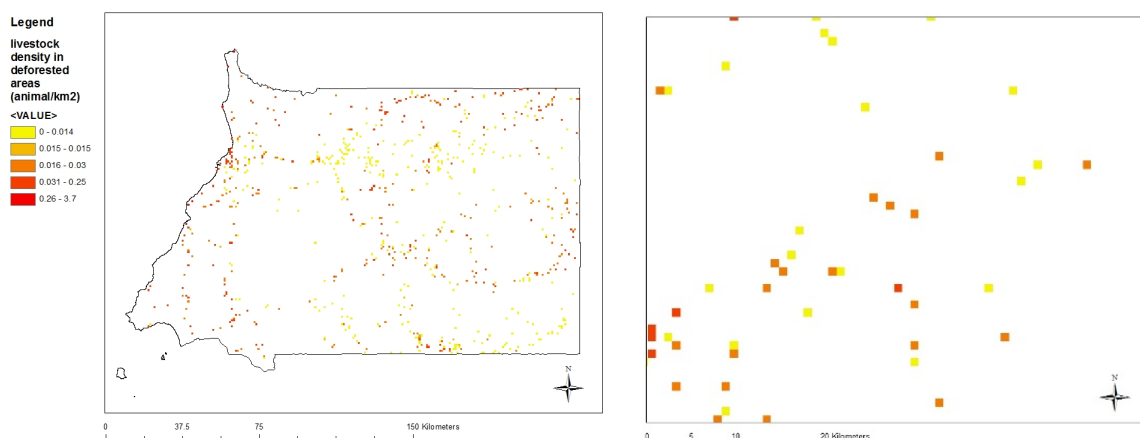 Legend
livestock
density in
deforested
areas
(animal/km2)
<VALUE>
0 - 0.014
0.015 - 0.015
0.016 - 0.03
0.031 - 0.25
0.26 - 3.7
N
0 37.5 75 150 Kilometers
N
0 5 10 20 Kilometers